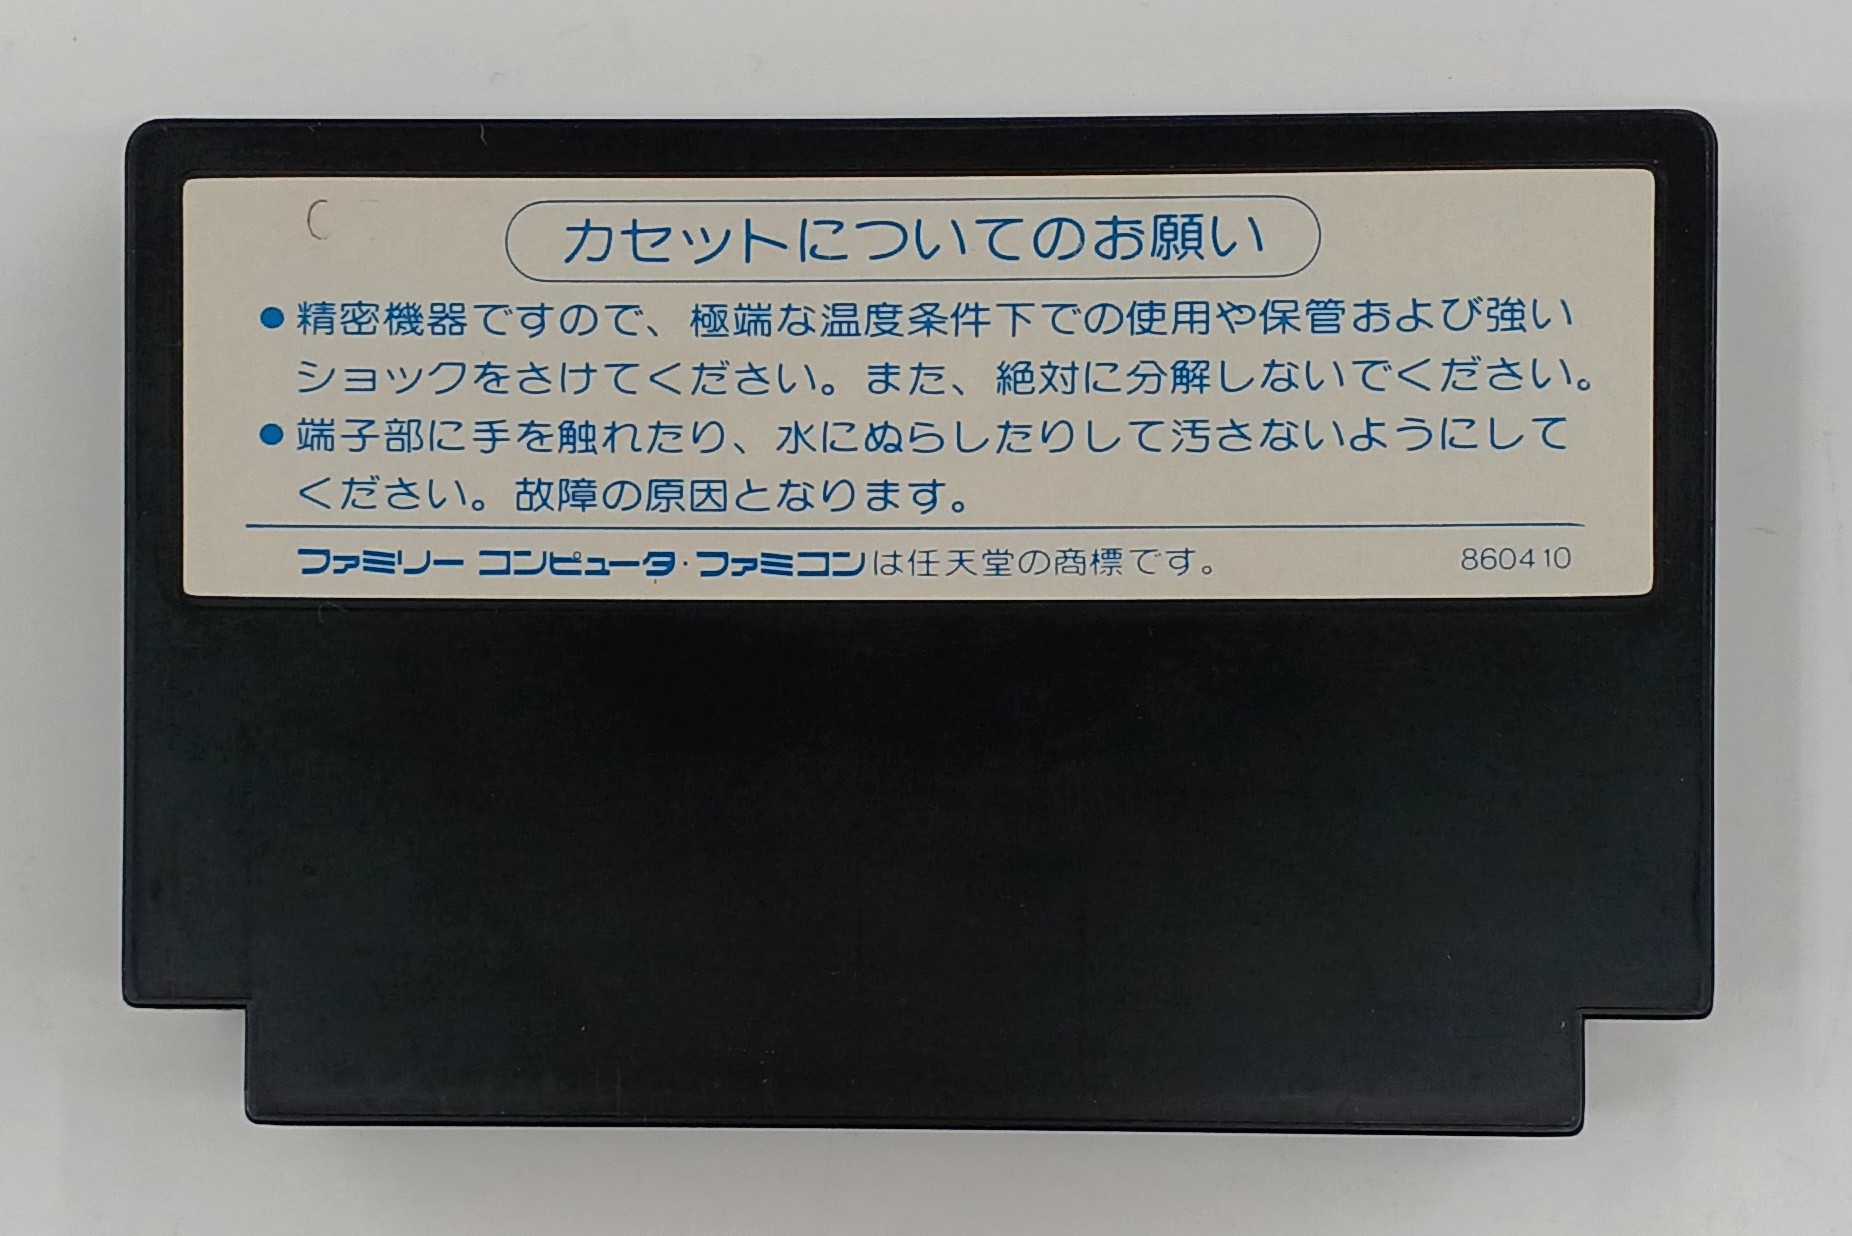 カセットについてのお願い
●精密機器ですので、極端な温度条件下での使用や保管および強い
ショックをさけてください。また、絶対に分解しないでください。
●端子部に手を触れたり、水にぬらしたりして汚さないようにして
ください。故障の原因となります。
ファミリー コンピュータ・ファミコンは任天堂の商標です。 860410